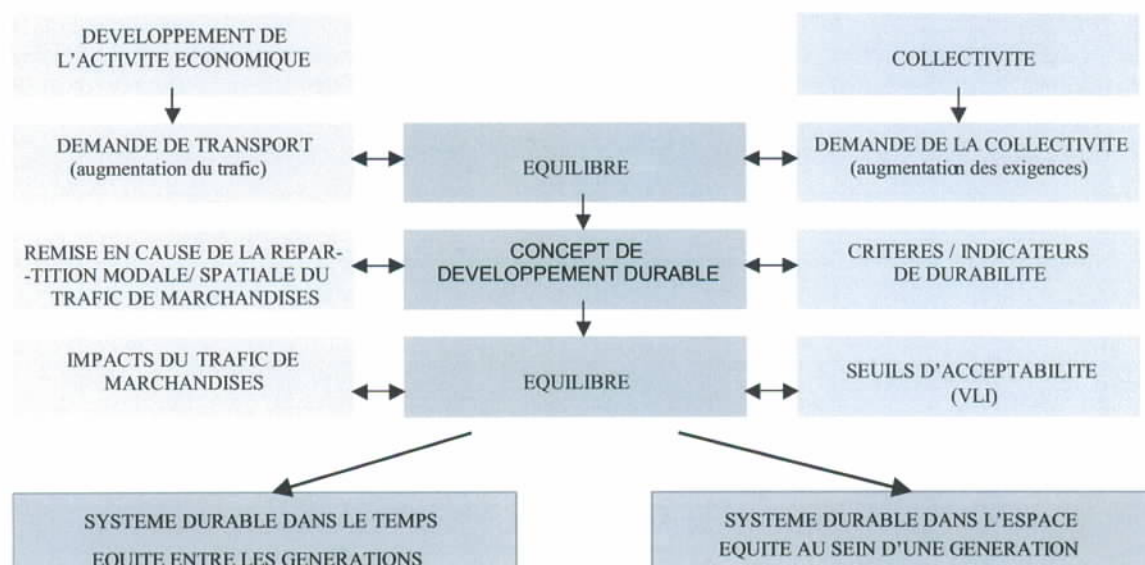 DEVELOPPEMENT DE
L'ACTIVITE ECONOMIQUE
COLLECTIVITE
DEMANDE DE TRANSPORT
(augmentation du trafic)
EQUILIBRE
DEMANDE DE LA COLLECTIVITE
(augmentation des exigences)
REMISE EN CAUSE DE LA REPAR-
-TITION MODALE/ SPATIALE DU
TRAFIC DE MARCHANDISES
CONCEPT DE
DEVELOPPEMENT DURABLE
CRITERES / INDICATEURS
DE DURABILITE
IMPACTS DU TRAFIC DE
MARCHANDISES
EQUILIBRE
SEUILS D'ACCEPTABILITE
(VLI)
SYSTEME DURABLE DANS LE TEMPS
EQUITE ENTRE LES GENERATIONS
SYSTEME DURABLE DANS L'ESPACE
EQUITE AU SEIN D'UNE GENERATION